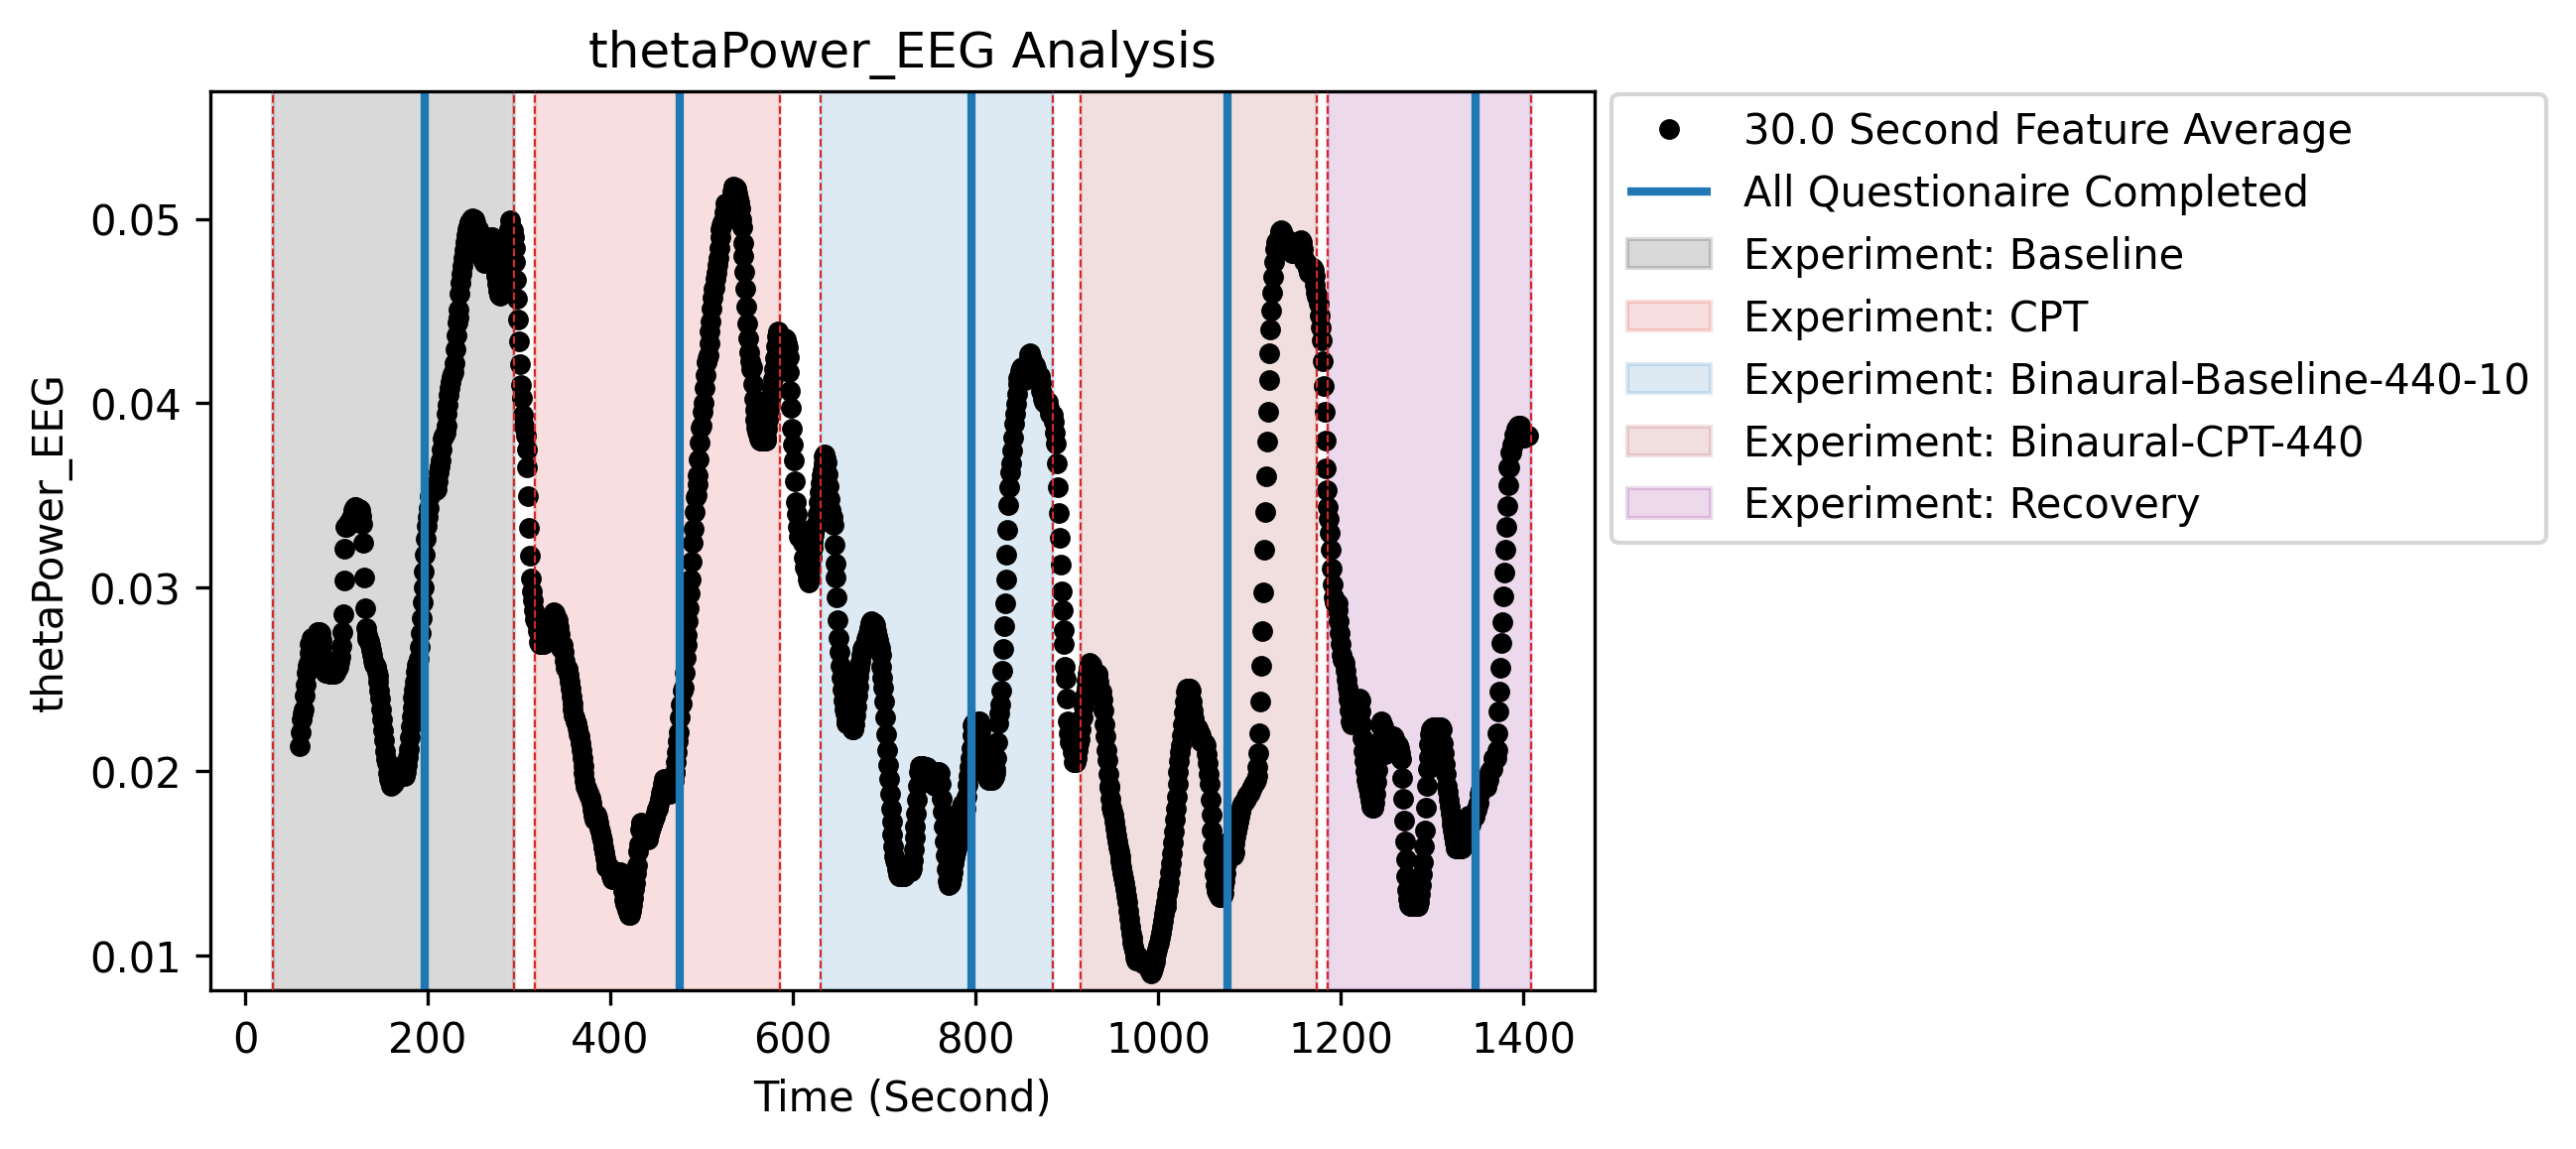 thetaPower_EEG Analysis
thetaPower_EEG
0.05
0.04
0.03
0.02
0.01
0
200
400
600
800
1000
1200
1400
Time (Second)
30.0 Second Feature Average
All Questionaire Completed
Experiment: Baseline
Experiment: CPT
Experiment: Binaural-Baseline-440-10
Experiment: Binaural-CPT-440
Experiment: Recovery